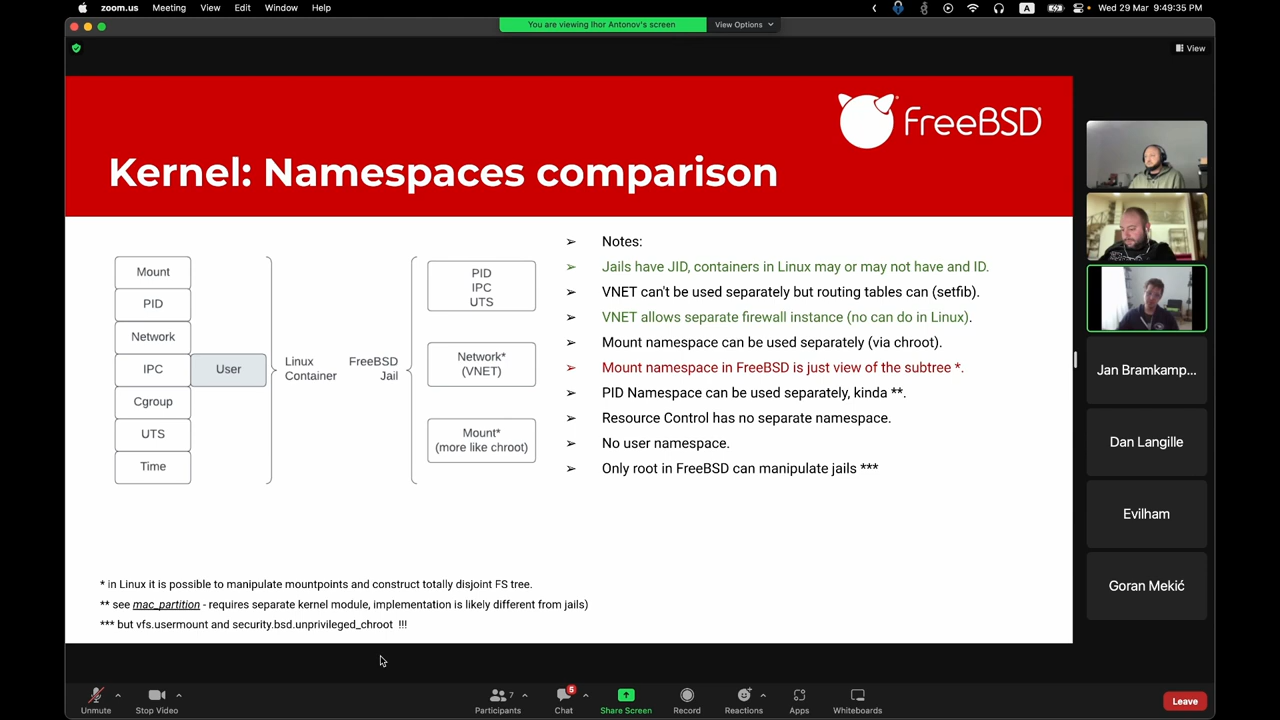 zoom.us Meeting View Edit Window Help
A
Wed 29 Mar 9:49:35 PM
You are viewing Ihor Antonov's screen
View Options
View
FreeBSD
Kernel: Namespaces comparison
Mount
PID
Network
IPC
Cgroup
UTS
Time
User
Linux
Container
FreeBSD
Jail
PID
IPC
UTS
Network*
(VNET)
Mount*
(more like chroot)
➢ Notes:
➢ Jails have JID, containers in Linux may or may not have and ID.
➢ VNET can't be used separately but routing tables can (setfib).
➢ VNET allows separate firewall instance (no can do in Linux).
➢ Mount namespace can be used separately (via chroot).
➢ Mount namespace in FreeBSD is just view of the subtree *.
➢ PID Namespace can be used separately, kinda **.
➢ Resource Control has no separate namespace.
➢ No user namespace.
➢ Only root in FreeBSD can manipulate jails ***
* in Linux it is possible to manipulate mountpoints and construct totally disjoint FS tree.
** see mac_partition - requires separate kernel module, implementation is likely different from jails)
*** but vfs.usermount and security.bsd.unprivileged_chroot !!!
Jan Bramkamp...
Dan Langille
Evilham
Goran Mekić
Unmute
Stop Video
7
Participants
5
Chat
Share Screen
Record
Reactions
Apps
Whiteboards
Leave